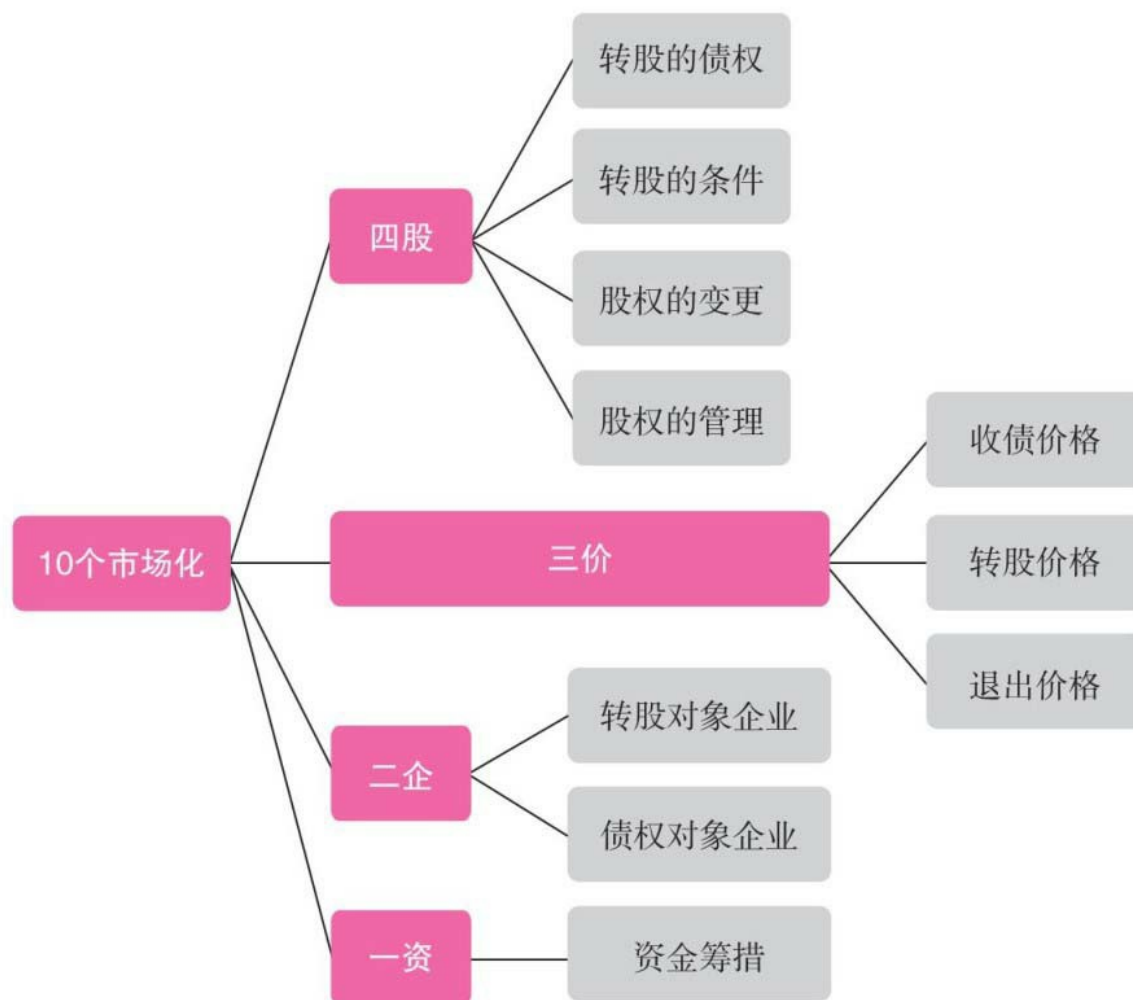 10个市场化
四股
转股的债权
转股的条件
股权的变更
股权的管理
三价
收债价格
转股价格
退出价格
二企
转股对象企业
债权对象企业
一资
资金筹措